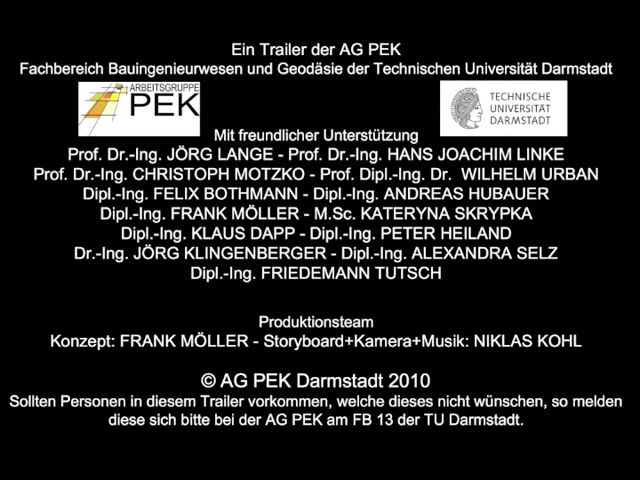 Ein Trailer der AG PEK
Fachbereich Bauingenieurwesen und Geodäsie der Technischen Universität Darmstadt
ARBEITSGRUPPE
PEK
TECHNISCHE
UNIVERSITÄT
DARMSTADT
Mit freundlicher Unterstützung
Prof. Dr.-Ing. JÖRG LANGE - Prof. Dr.-Ing. HANS JOACHIM LINKE
Prof. Dr.-Ing. CHRISTOPH MOTZKO - Prof. Dipl.-Ing. Dr. WILHELM URBAN
Dipl.-Ing. FELIX BOTHMANN - Dipl.-Ing. ANDREAS HUBAUER
Dipl.-Ing. FRANK MÖLLER - M.Sc. KATERYNA SKRYPKA
Dipl.-Ing. KLAUS DAPP - Dipl.-Ing. PETER HEILAND
Dr.-Ing. JÖRG KLINGENBERGER - Dipl.-Ing. ALEXANDRA SELZ
Dipl.-Ing. FRIEDEMANN TUTSCH
Produktionsteam
Konzept: FRANK MÖLLER - Storyboard+Kamera+Musik: NIKLAS KOHL
© AG PEK Darmstadt 2010
Sollten Personen in diesem Trailer vorkommen, welche dieses nicht wünschen, so melden
diese sich bitte bei der AG PEK am FB 13 der TU Darmstadt.